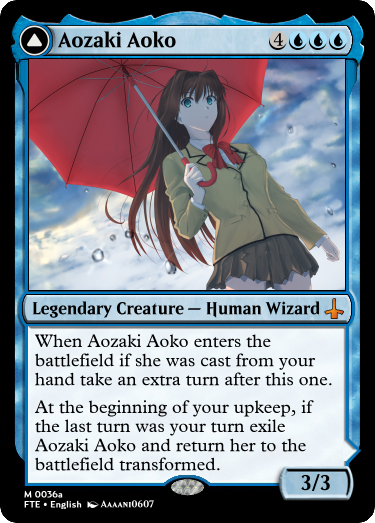 Aozaki Aoko 4
Legendary Creature — Human Wizard
When Aozaki Aoko enters the
battlefield if she was cast from your
hand take an extra turn after this one.
At the beginning of your upkeep, if
the last turn was your turn exile
Aozaki Aoko and return her to the
battlefield transformed.
3/3
M 0036a
FTE • English AAAANI0607